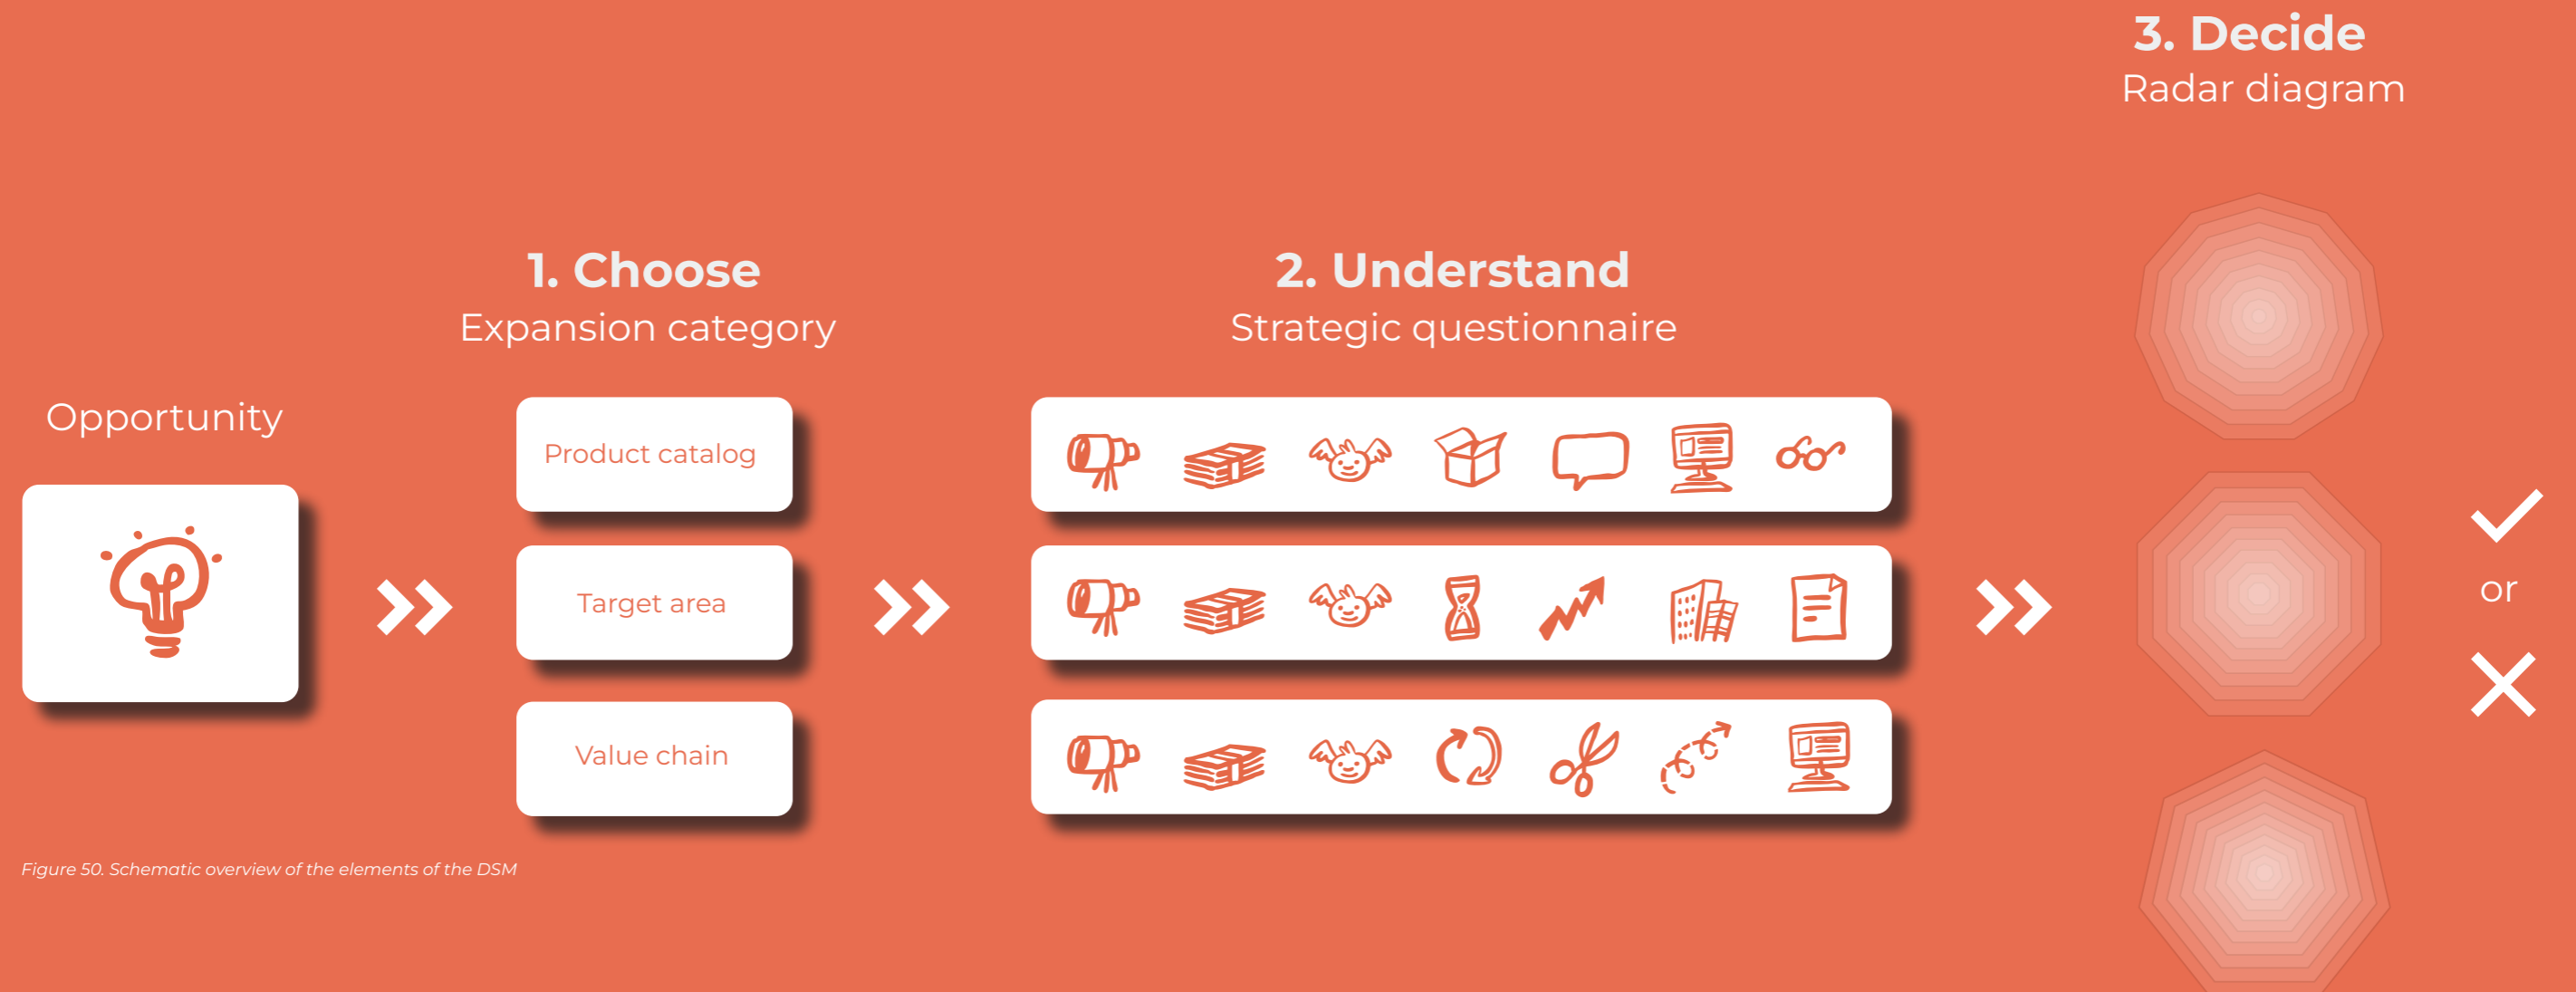 Opportunity
1. Choose
Expansion category
Product catalog
Target area
Value chain
2. Understand
Strategic questionnaire
3. Decide
Radar diagram
or
Figure 50. Schematic overview of the elements of the DSM